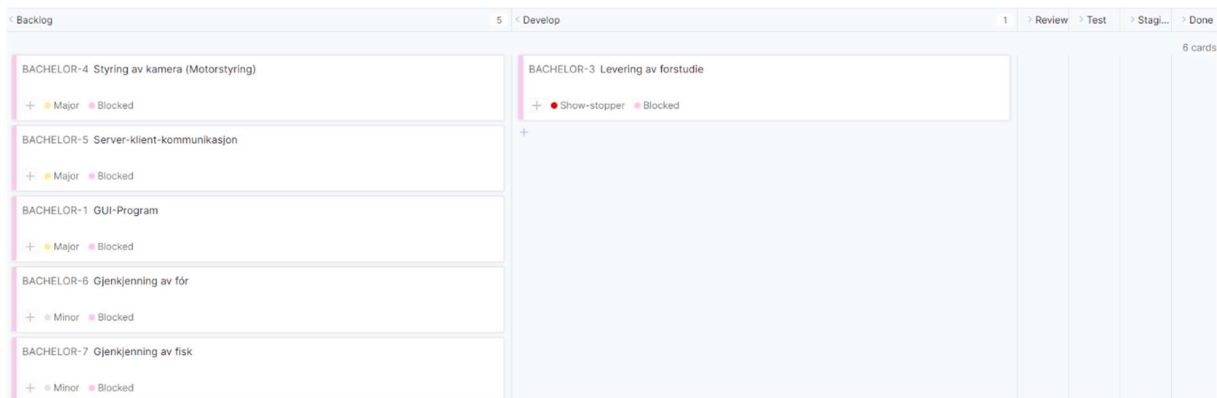 Backlog 5
Develop 1
Review
Test
Stagi...
Done
6 cards
BACHELOR-4 Styring av kamera (Motorstyring)
Major Blocked
BACHELOR-5 Server-klient-kommunikasjon
Major Blocked
BACHELOR-1 GUI-Program
Major Blocked
BACHELOR-6 Gjenkjenning av fór
Minor Blocked
BACHELOR-7 Gjenkjenning av fisk
Minor Blocked
BACHELOR-3 Levering av forstudie
Show-stopper Blocked